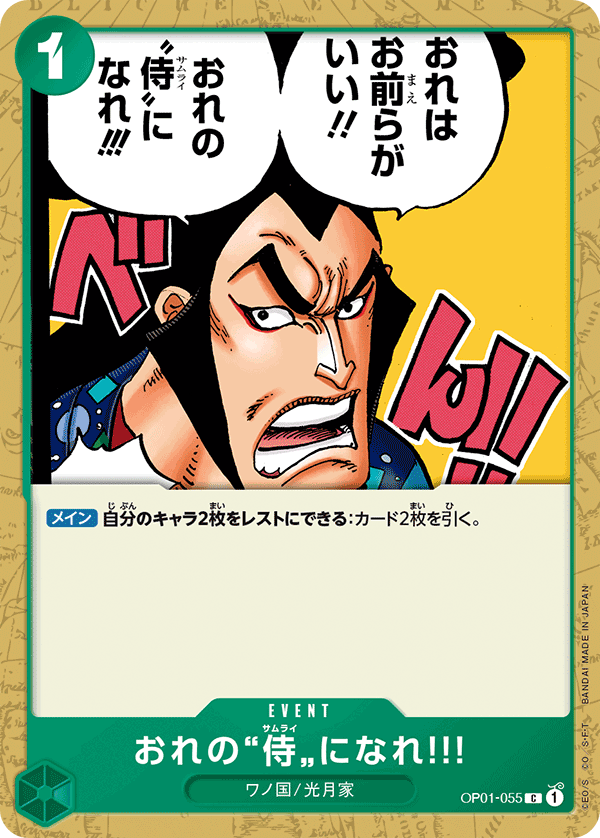 1
おれは
お前らが
いい!!
おれの
〝侍〟に
なれ!!!
ベ
ん!!
メイン 自分のキャラ2枚をレストにできる:カード2枚を引く。
EVENT
おれの“侍„になれ!!!
ワノ国/光月家
OP01-055 C 1
©E.O/S. ©O S・F・T BANDAI MADE IN JAPAN